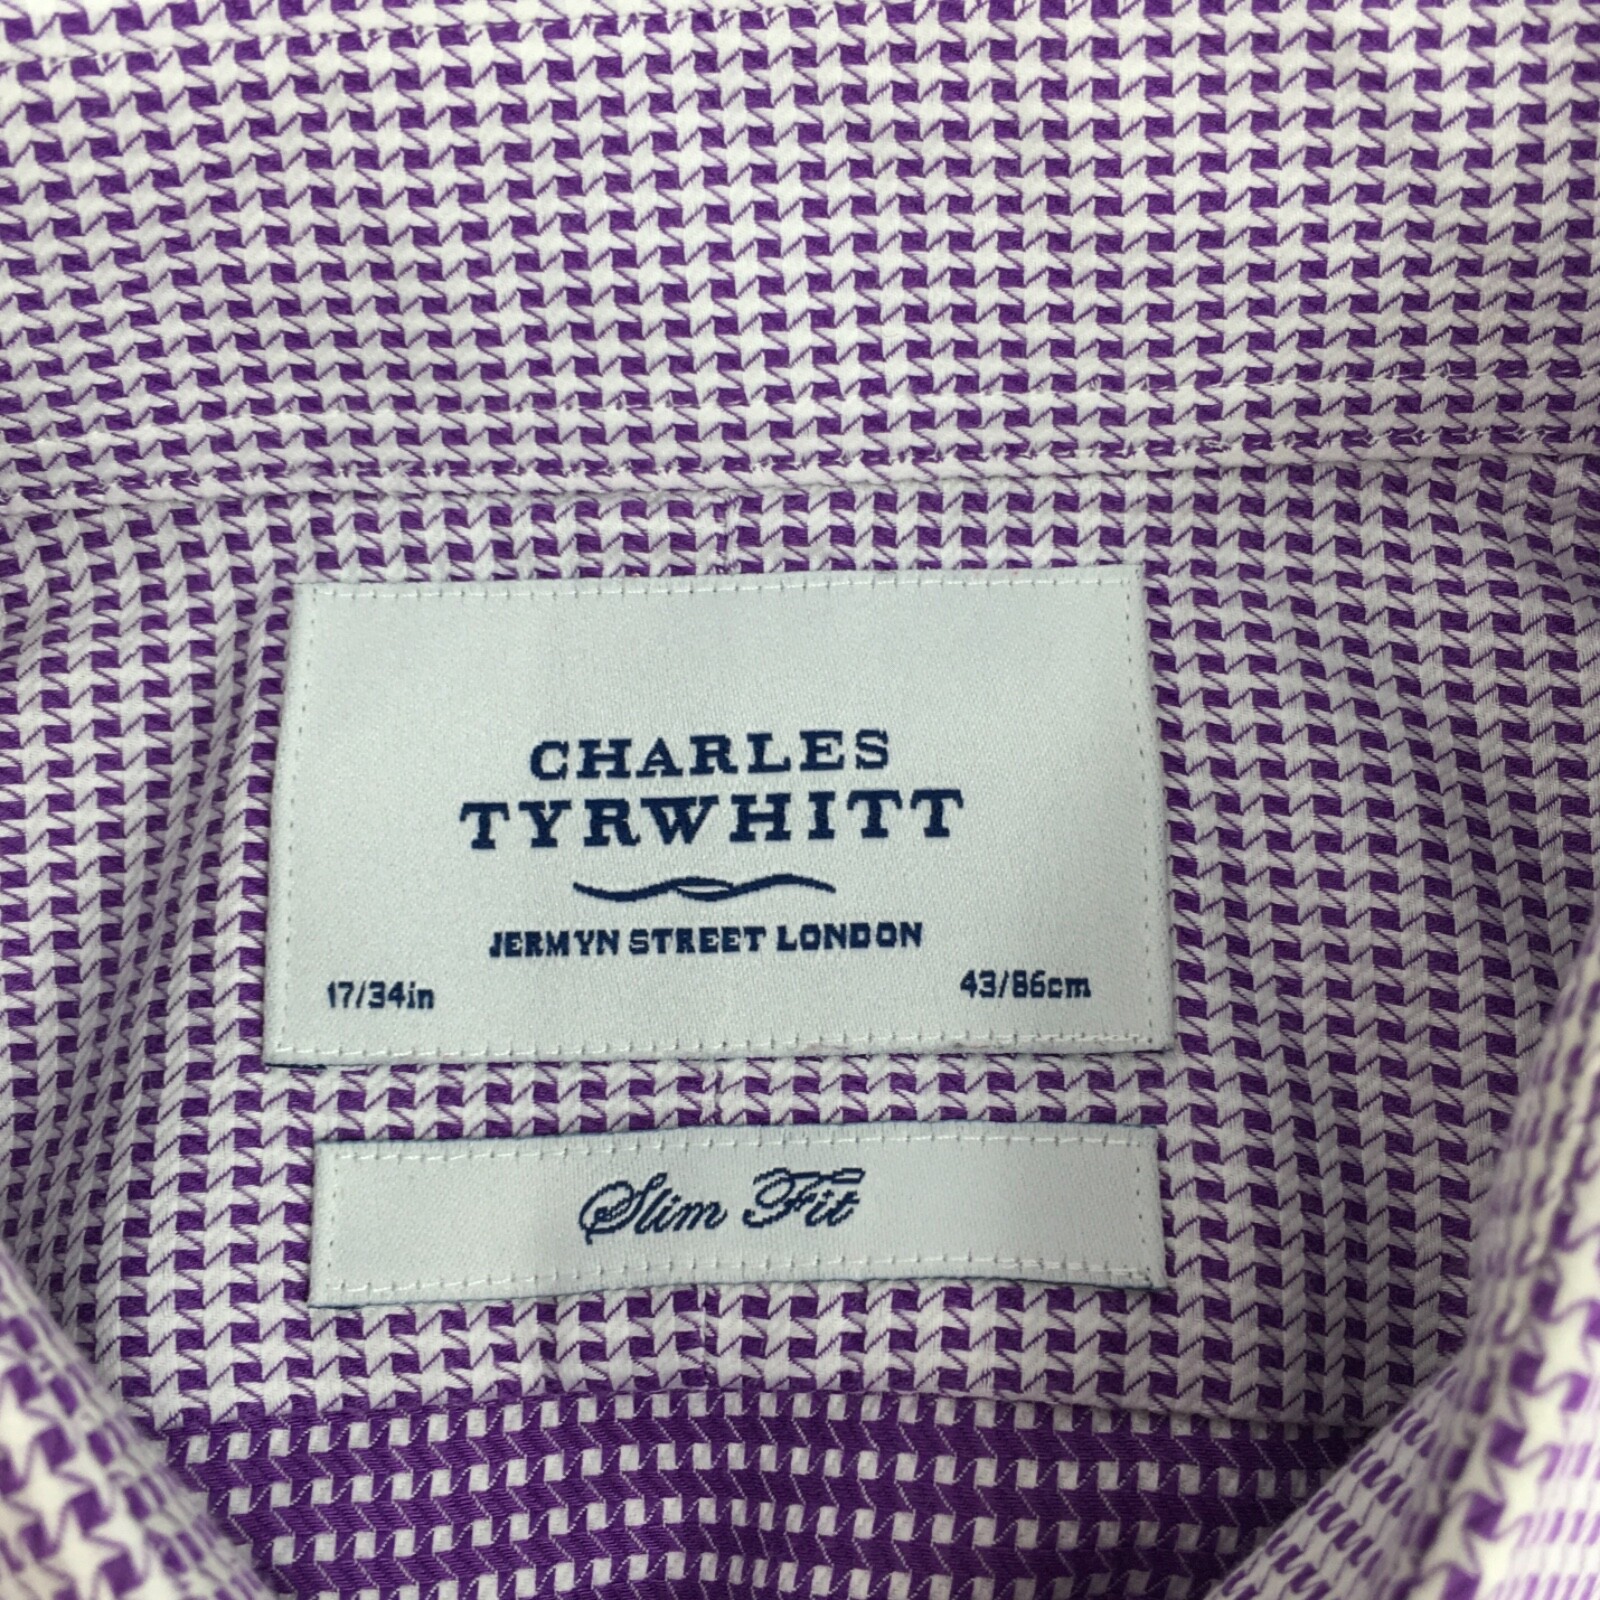 CHARLES
TYRWHITT
JERMYN STREET LONDON
17/34in 43/86cm
Slim Fit